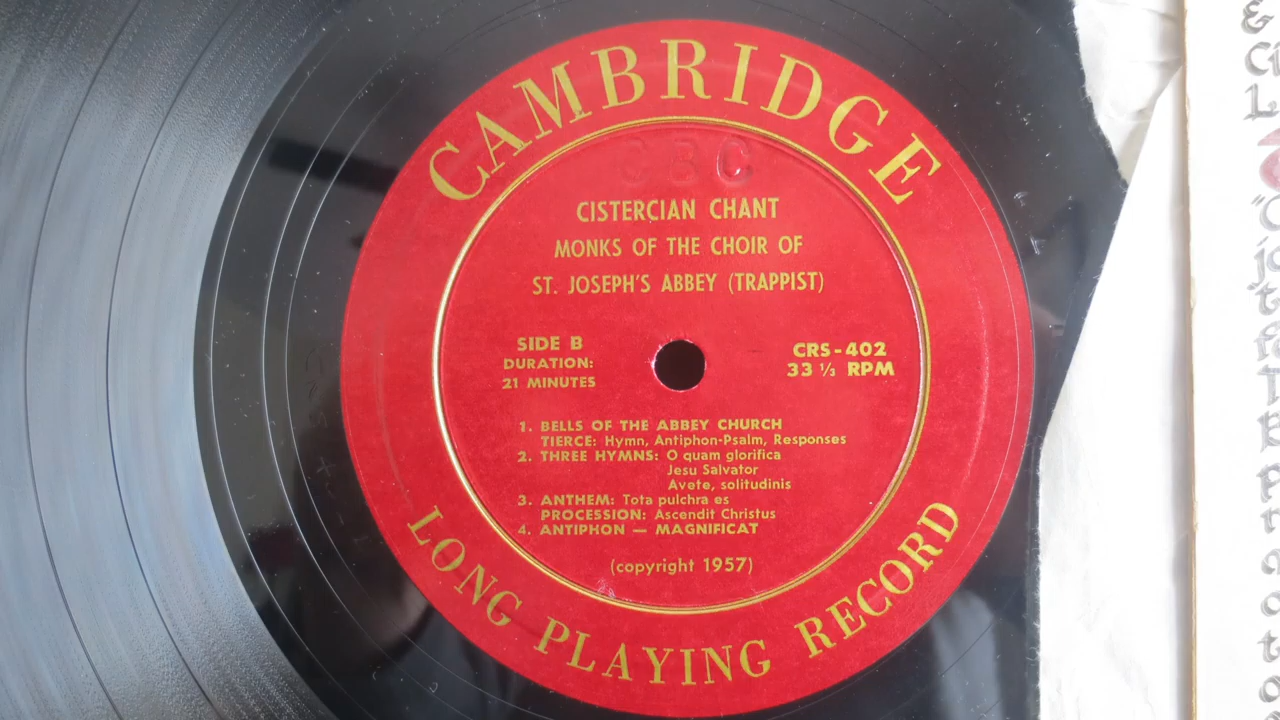 CAMBRIDGE
CBC
CISTERCIAN CHANT
MONKS OF THE CHOIR OF
ST. JOSEPH'S ABBEY (TRAPPIST)
SIDE B
DURATION:
21 MINUTES
CRS-402
33 ⅓ RPM
1. BELLS OF THE ABBEY CHURCH
TIERCE: Hymn, Antiphon-Psalm, Responses
2. THREE HYMNS: O quam glorifica
Jesu Salvator
Avete, solitudinis
3. ANTHEM: Tota pulchra es
PROCESSION: Ascendit Christus
4. ANTIPHON — MAGNIFICAT
(copyright 1957)
LONG PLAYING RECORD